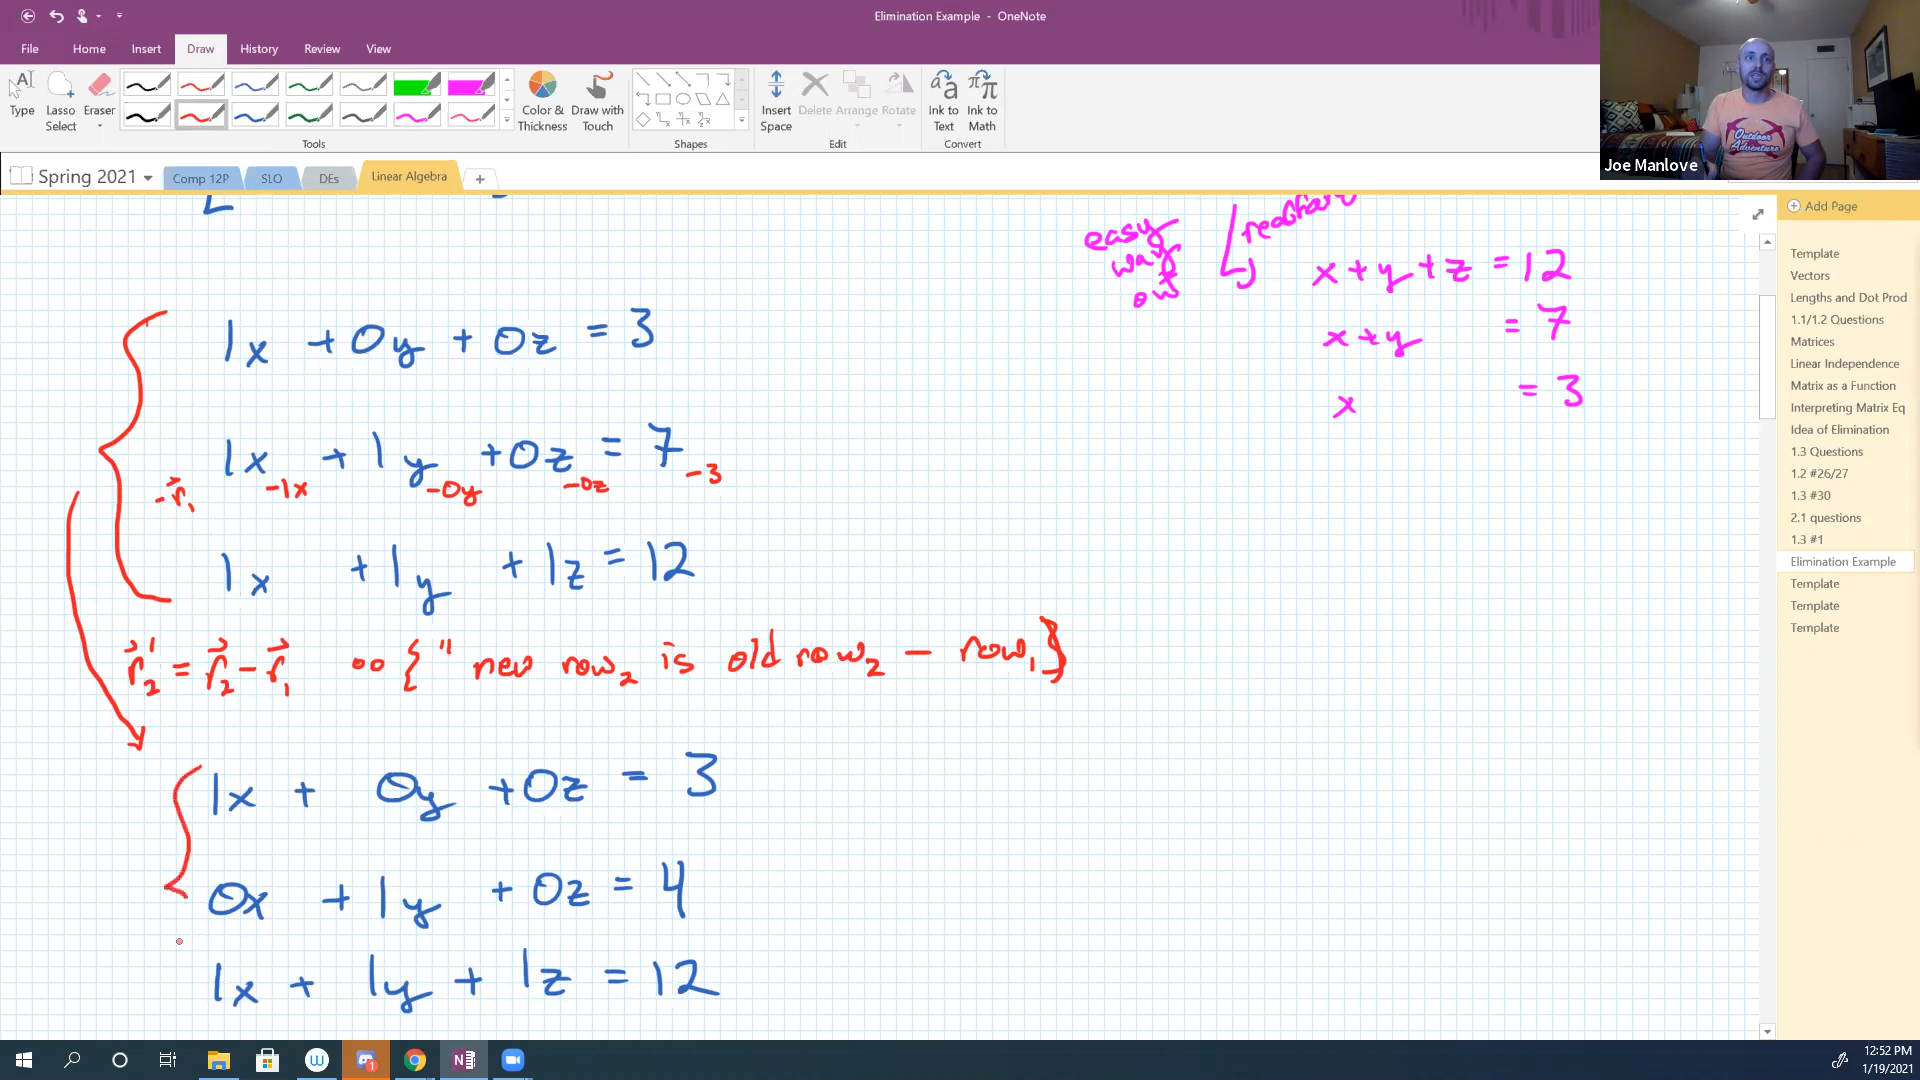 Elimination Example - OneNote
File Home Insert Draw History Review View
Type
Lasso Select
Eraser
Color & Thickness
Draw with Touch
Insert Space
Delete Arrange Rotate
Ink to Text
Ink to Math
Tools Shapes Edit Convert
Joe Manlove
Outdoor Adventure
Spring 2021 Comp 12P SLO DEs Linear Algebra
Add Page
Template
Vectors
Lengths and Dot Prod
1.1/1.2 Questions
Matrices
Linear Independence
Matrix as a Function
Interpreting Matrix Eq
Idea of Elimination
1.3 Questions
1.2 #26/27
1.3 #30
2.1 questions
1.3 #1
Elimination Example
Template
Template
Template
easy
way
x + y + z = 12
x + y = 7
x = 3
1x + 0y + 0z = 3
1x + 1y + 0z = 7
-r⃗₁ -1x -0y -0z -3
1x + 1y + 1z = 12
r⃗₂' = r⃗₂ - r⃗₁ {" new row₂ is old row₂ - row₁}
1x + 0y + 0z = 3
0x + 1y + 0z = 4
1x + 1y + 1z = 12
12:52 PM
1/19/2021